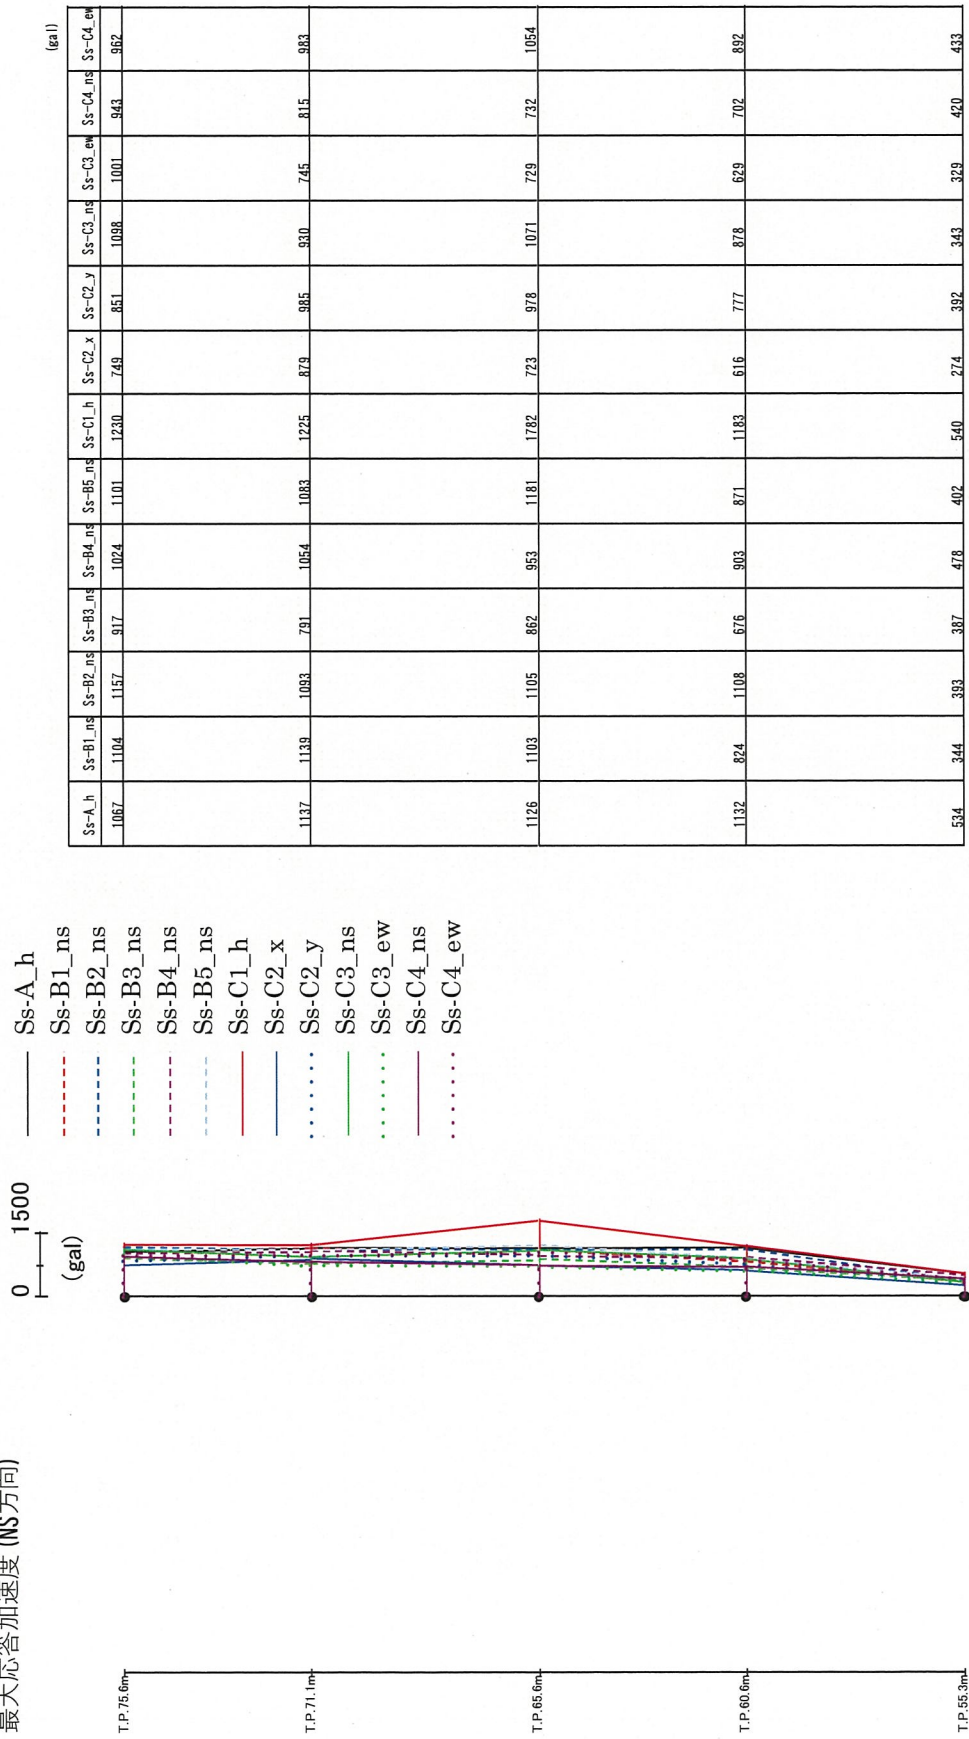 最大応答加速度 (NS方向)
T.P.75.6m
T.P.71.1m
T.P.65.6m
T.P.60.6m
T.P.55.3m
0 1500
(gal)
Ss-A_h
Ss-B1_ns
Ss-B2_ns
Ss-B3_ns
Ss-B4_ns
Ss-B5_ns
Ss-C1_h
Ss-C2_x
Ss-C2_y
Ss-C3_ns
Ss-C3_ew
Ss-C4_ns
Ss-C4_ew
(gal)
Ss-A_h Ss-B1_ns Ss-B2_ns Ss-B3_ns Ss-B4_ns Ss-B5_ns Ss-C1_h Ss-C2_x Ss-C2_y Ss-C3_ns Ss-C3_ew Ss-C4_ns Ss-C4_ew
1067 1104 1157 917 1024 1101 1230 749 851 1098 1001 943 962
1137 1139 1093 791 1054 1083 1225 879 985 930 745 815 983
1126 1103 1105 862 953 1181 1782 723 978 1071 729 732 1054
1132 824 1108 676 903 871 1183 616 777 878 629 702 892
534 344 393 387 478 402 540 274 392 343 329 420 433